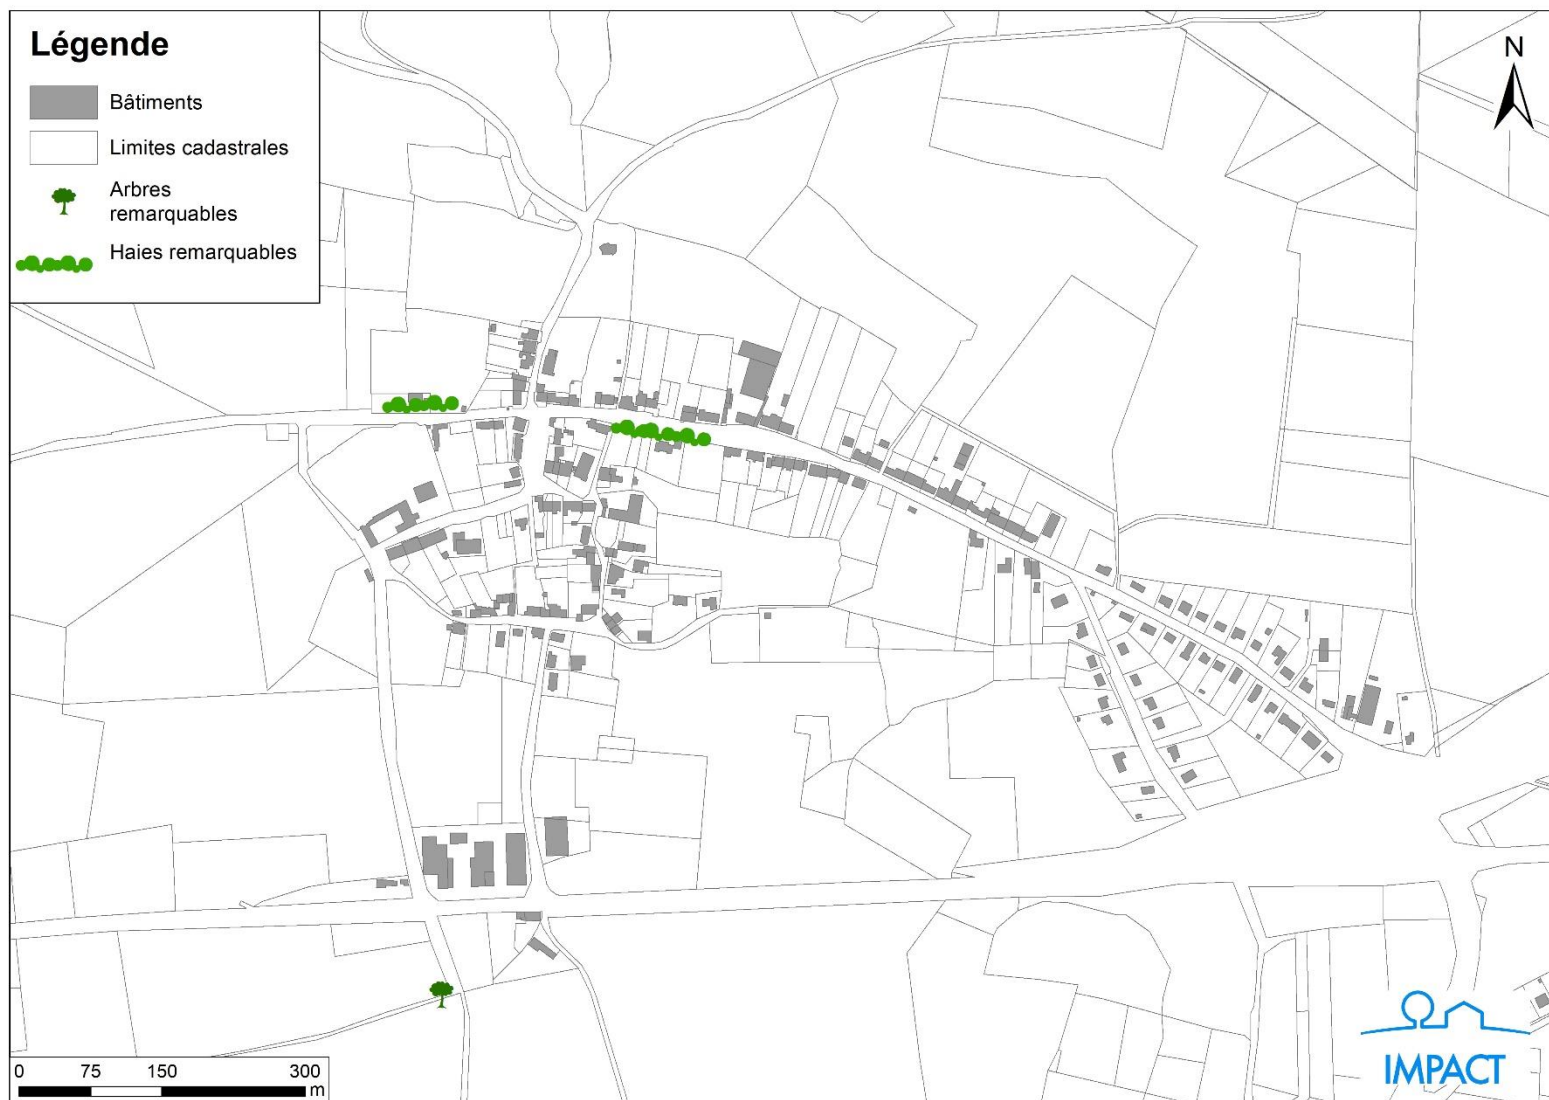 Légende
Bâtiments
Limites cadastrales
Arbres
remarquables
Haies remarquables
N
0 75 150 300
m
IMPACT